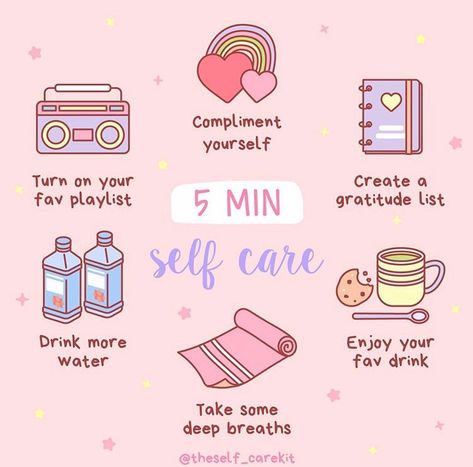 Compliment
yourself
Turn on your
fav playlist
Create a
gratitude list
5 MIN
self care
Drink more
water
Enjoy your
fav drink
Take some
deep breaths
@theself_carekit